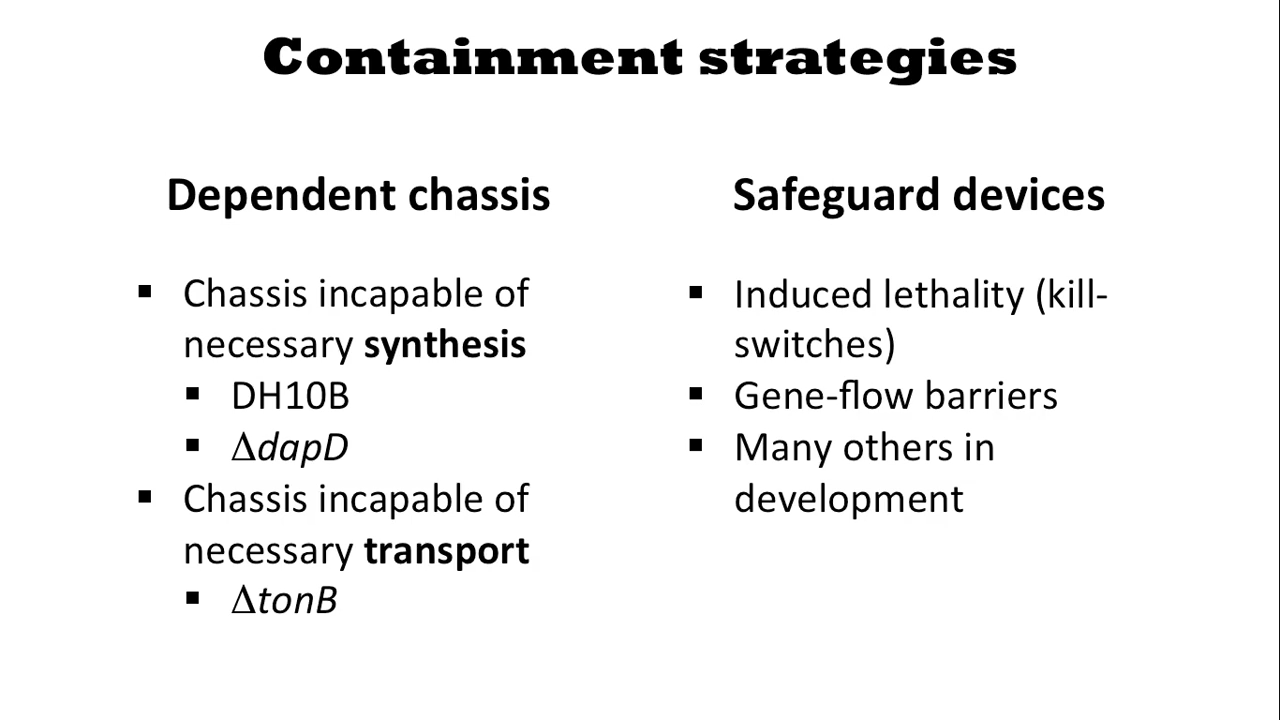 Containment strategies
Dependent chassis
▪ Chassis incapable of
necessary synthesis
▪ DH10B
▪ ΔdapD
▪ Chassis incapable of
necessary transport
▪ ΔtonB
Safeguard devices
▪ Induced lethality (kill-
switches)
▪ Gene-flow barriers
▪ Many others in
development